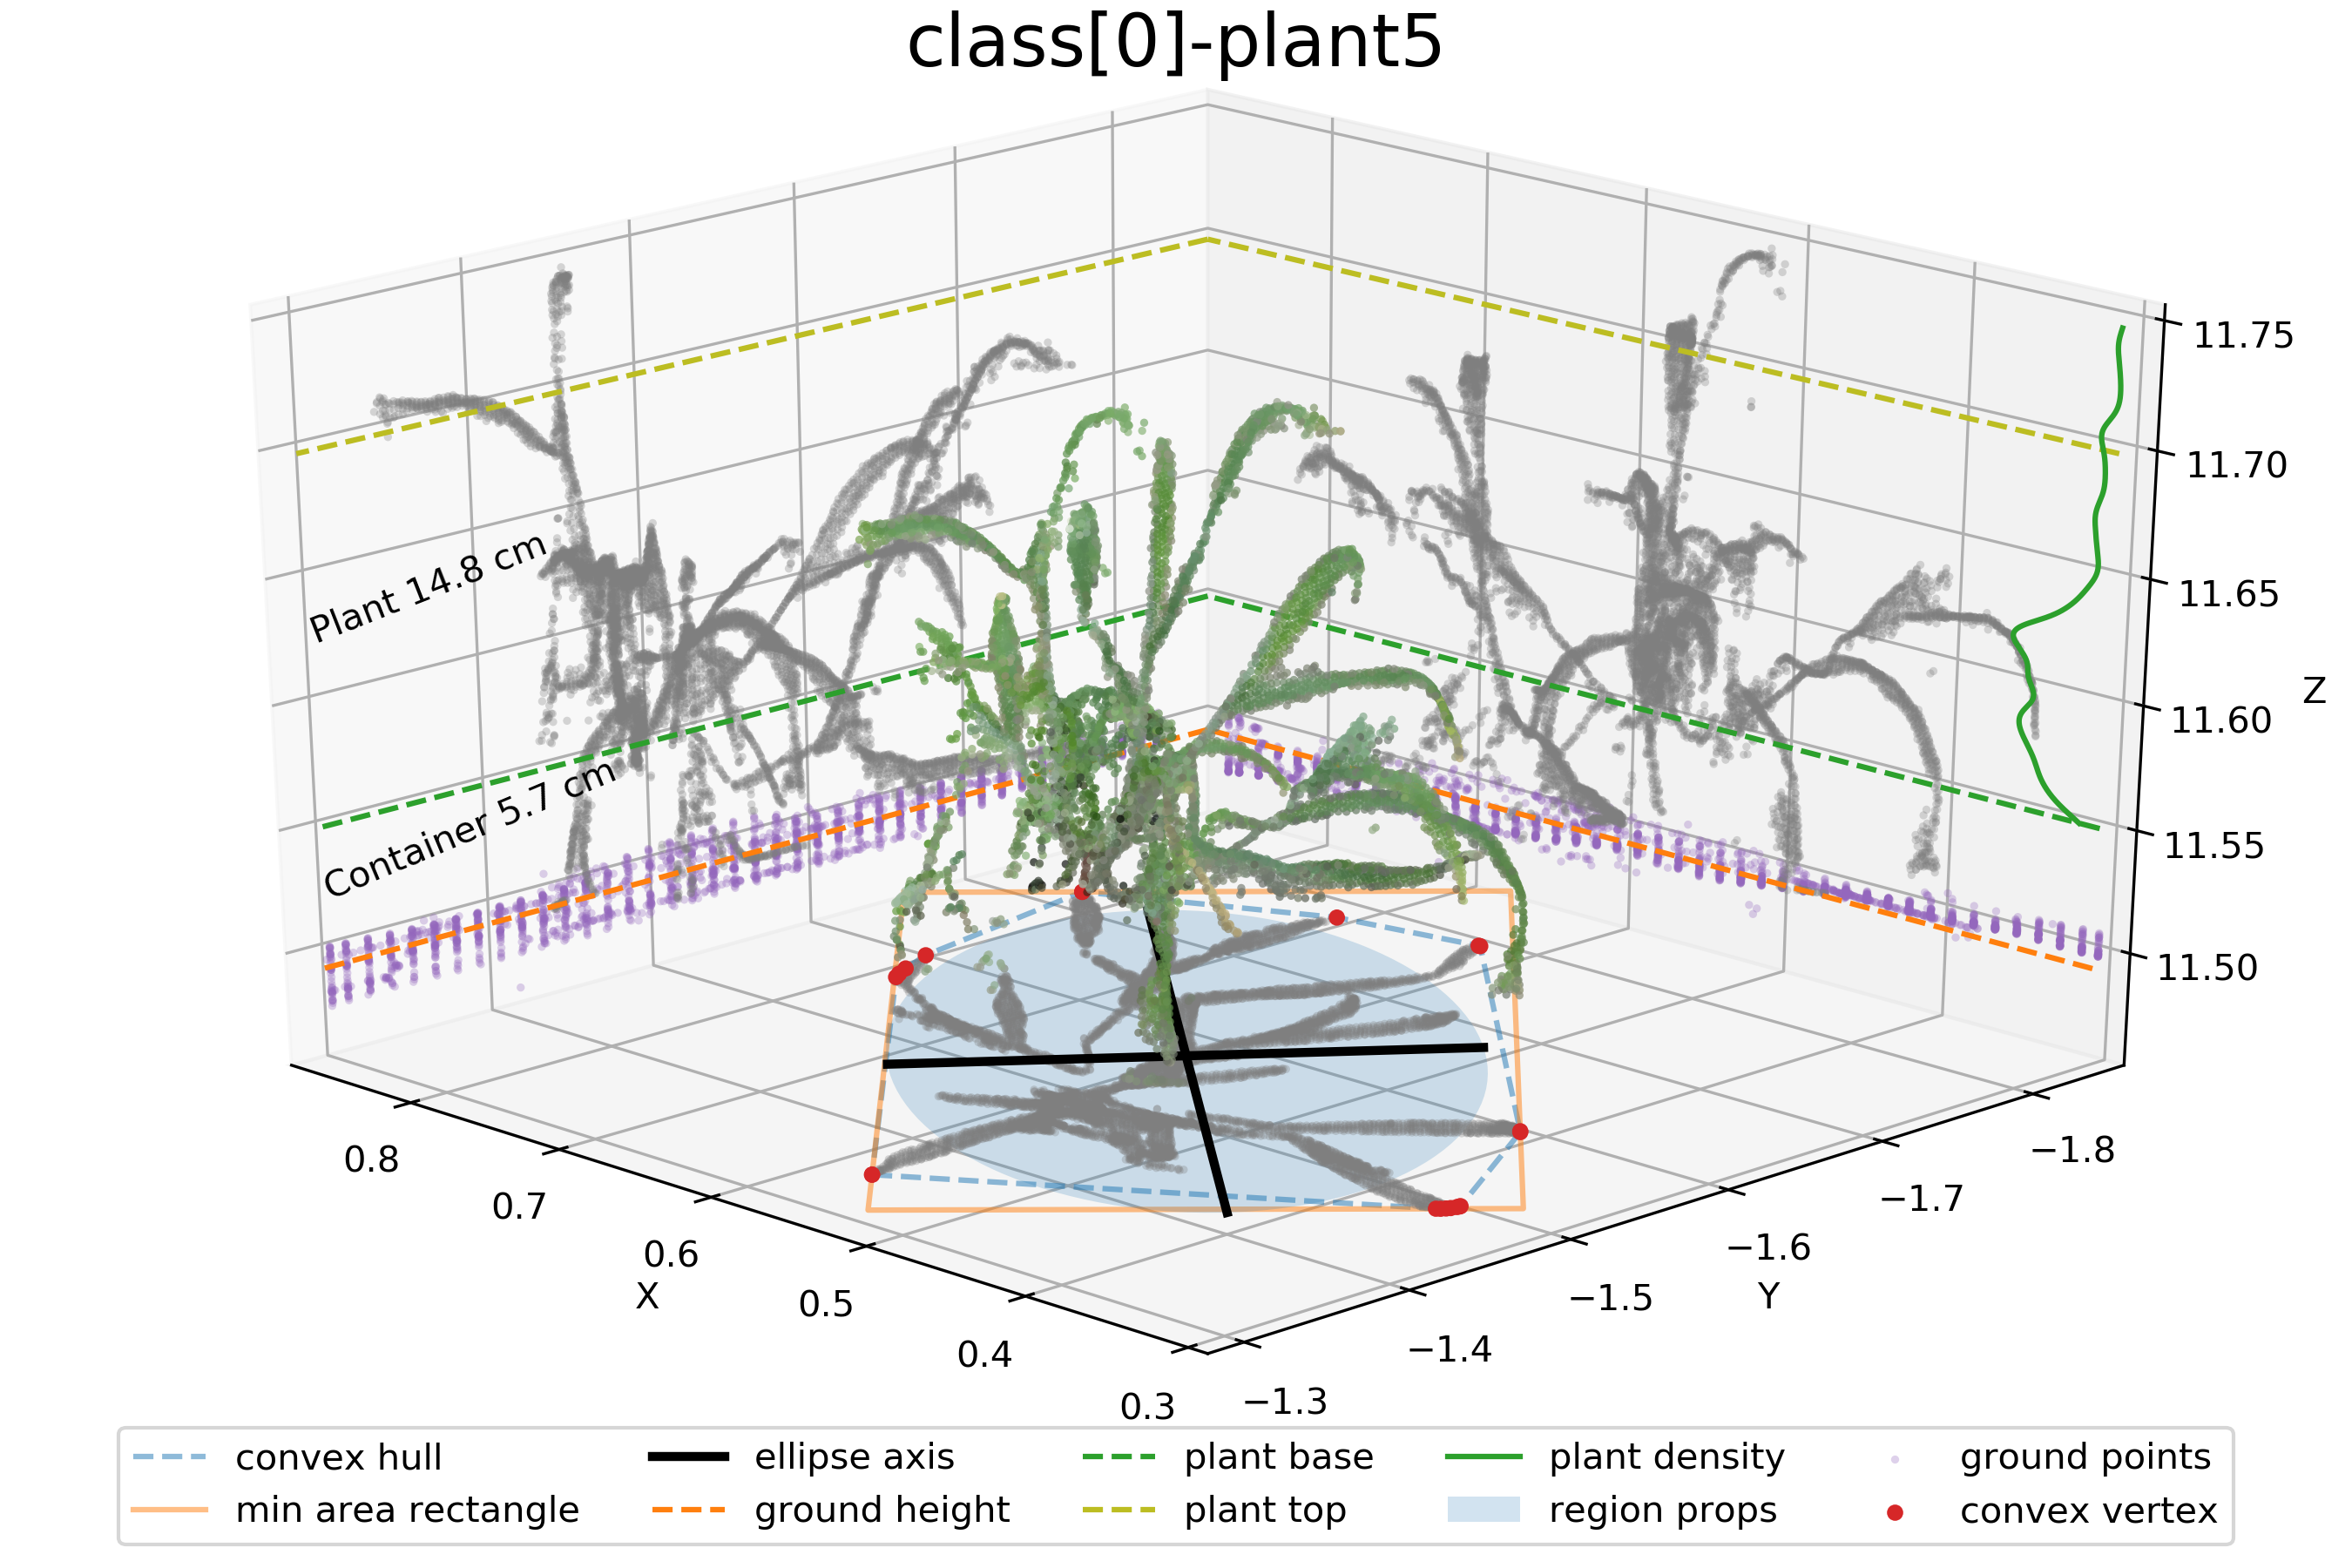 class[0]-plant5
Plant 14.8 cm
Container 5.7 cm
11.75
11.70
11.65
11.60
11.55
11.50
Z
0.8
0.7
0.6
0.5
0.4
0.3
X
−1.8
−1.7
−1.6
−1.5
−1.4
−1.3
Y
convex hull
min area rectangle
ellipse axis
ground height
plant base
plant top
plant density
region props
ground points
convex vertex